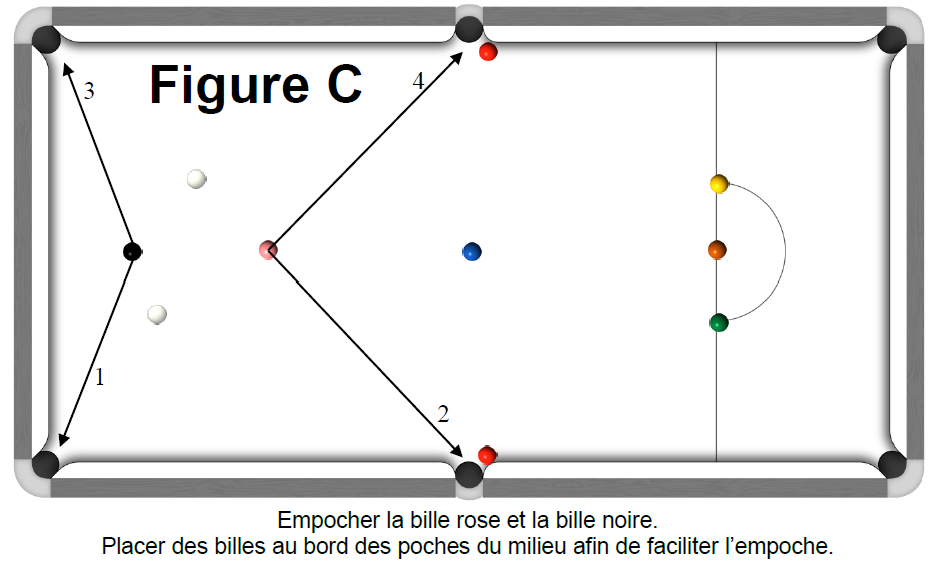 Figure C
3
4
1
2
Empocher la bille rose et la bille noire.
Placer des billes au bord des poches du milieu afin de faciliter l’empoche.